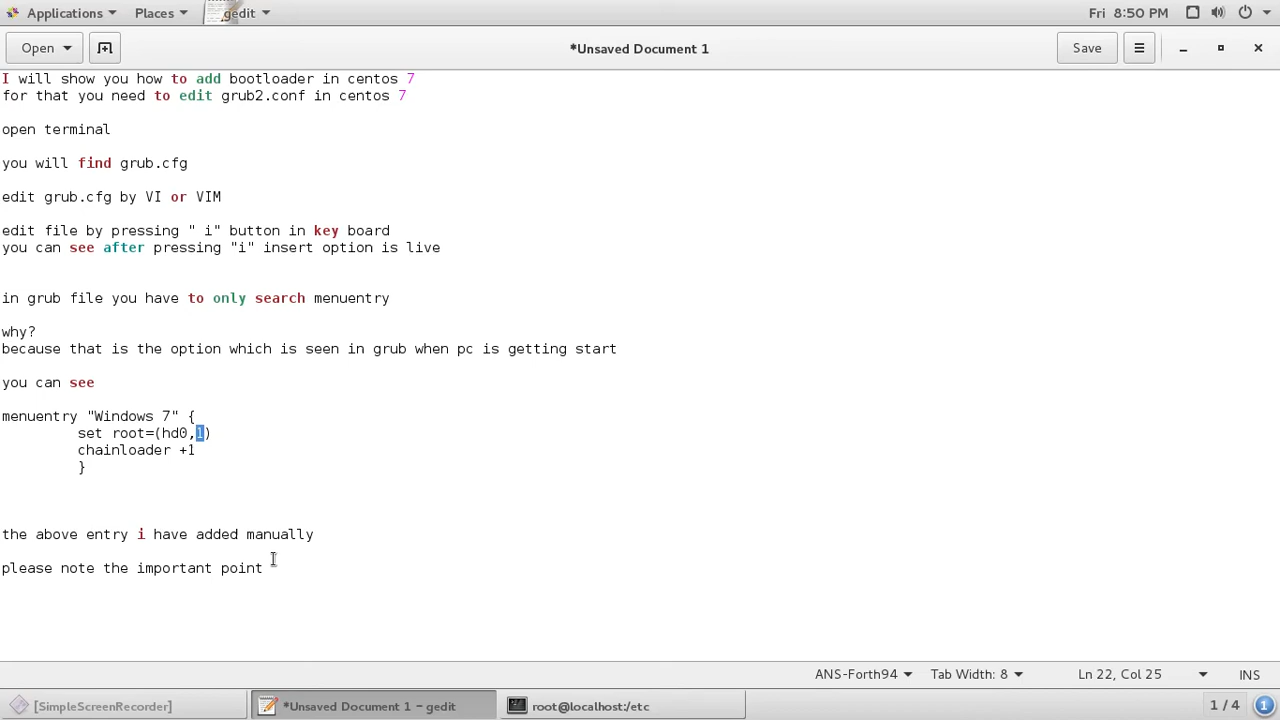 Applications Places gedit Fri 8:50 PM
Open *Unsaved Document 1 Save
I will show you how to add bootloader in centos 7
for that you need to edit grub2.conf in centos 7
open terminal
you will find grub.cfg
edit grub.cfg by VI or VIM
edit file by pressing " i" button in key board
you can see after pressing "i" insert option is live
in grub file you have to only search menuentry
why?
because that is the option which is seen in grub when pc is getting start
you can see
menuentry "Windows 7" {
set root=(hd0,1)
chainloader +1
}
the above entry i have added manually
please note the important point
ANS-Forth94 Tab Width: 8 Ln 22, Col 25 INS
[SimpleScreenRecorder] *Unsaved Document 1 - gedit root@localhost:/etc 1 / 4 1